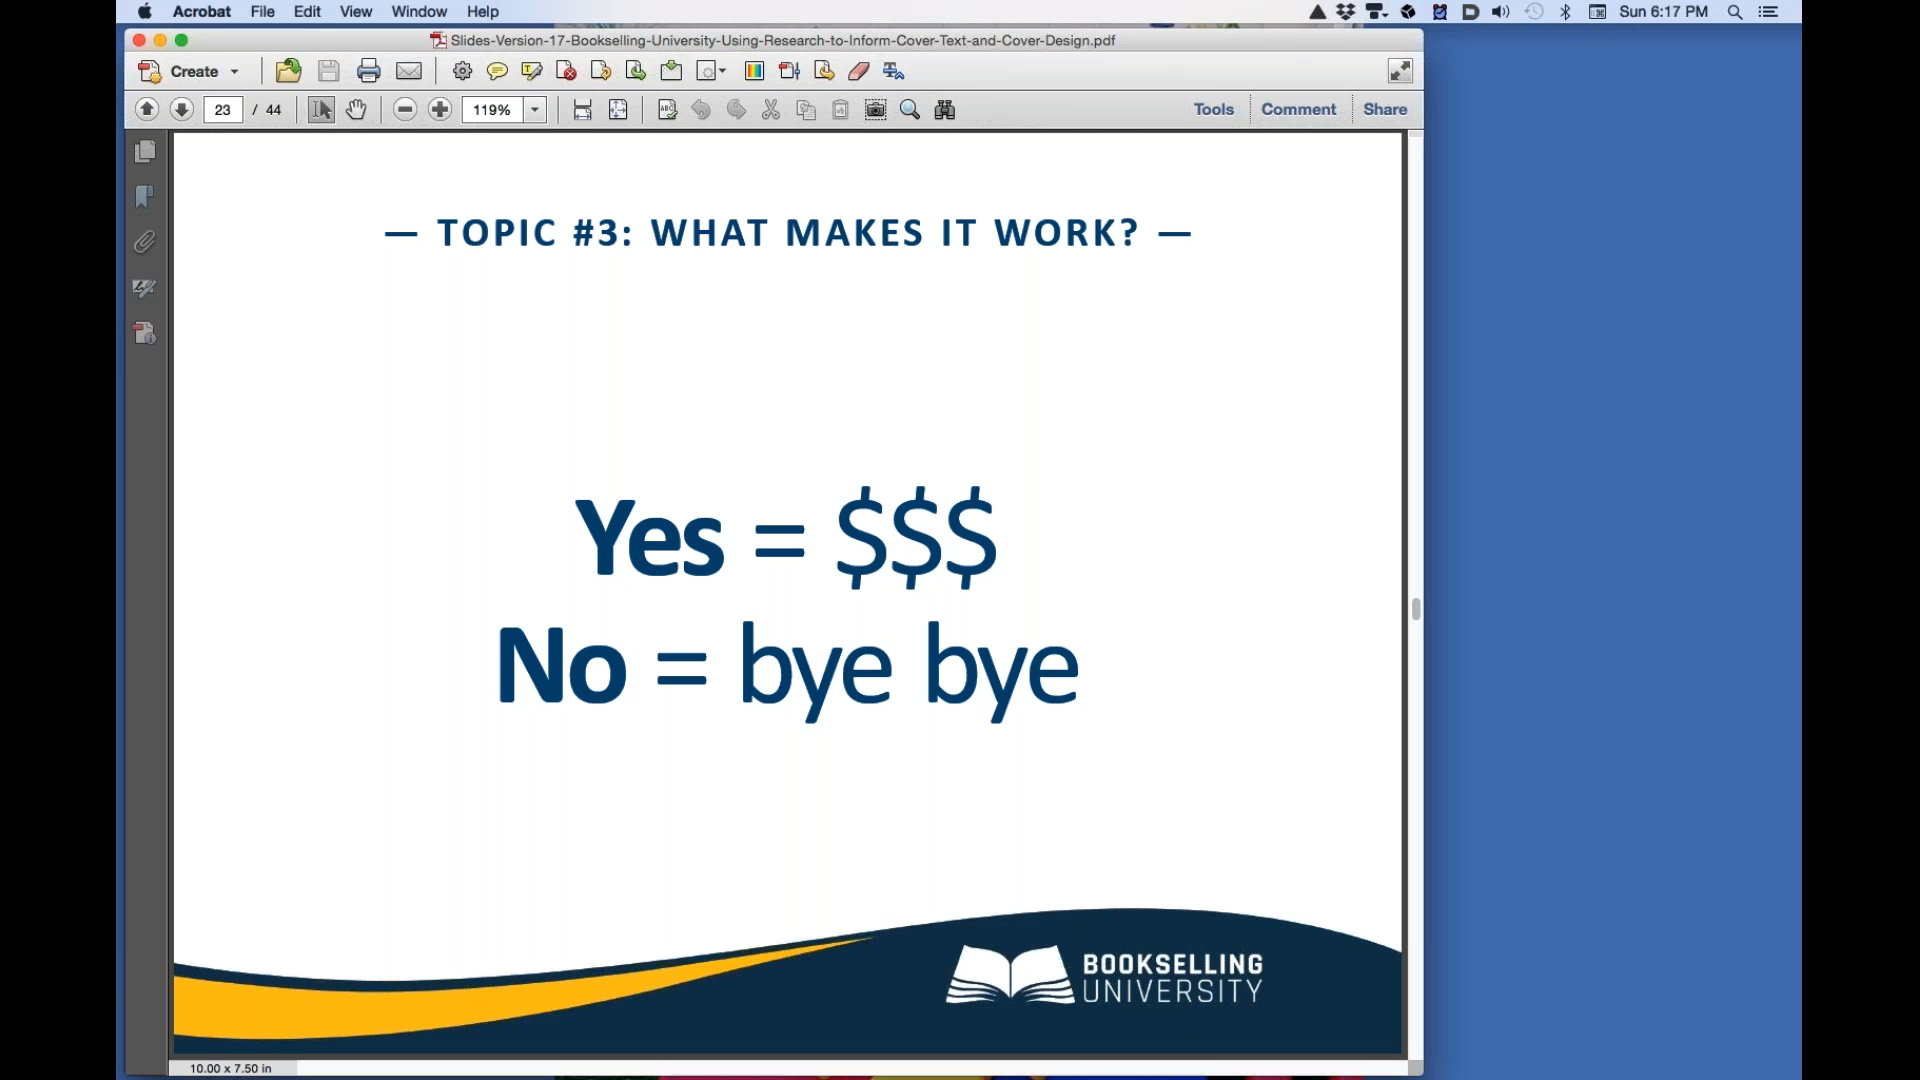 Acrobat File Edit View Window Help Sun 6:17 PM
Slides-Version-17-Bookselling-University-Using-Research-to-Inform-Cover-Text-and-Cover-Design.pdf
Create
23 / 44 119% Tools Comment Share
— TOPIC #3: WHAT MAKES IT WORK? —
Yes = $$$
No = bye bye
BOOKSELLING
UNIVERSITY
10.00 x 7.50 in